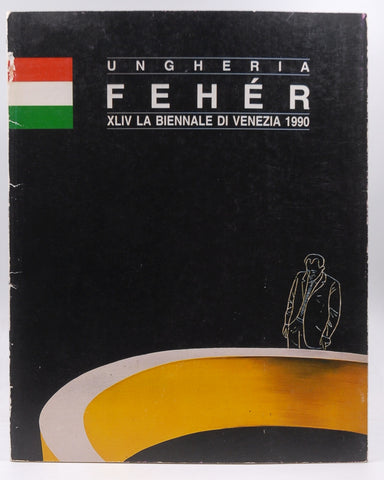 UNGHERIA
FEHÉR
XLIV LA BIENNALE DI VENEZIA 1990